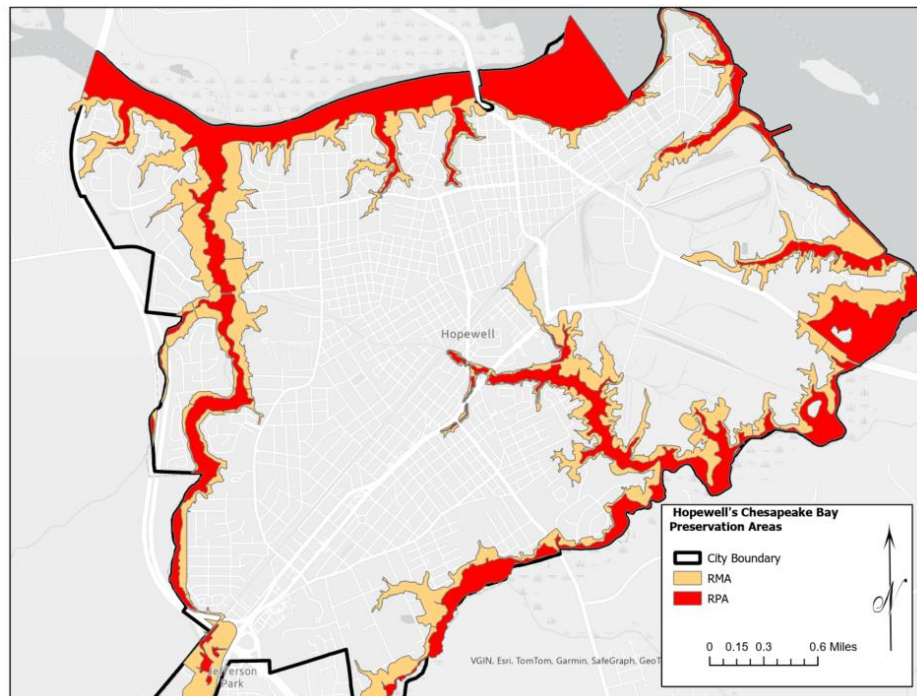 Hopewell
Hopewell's Chesapeake Bay
Preservation Areas
City Boundary
RMA
RPA
N
0 0.15 0.3 0.6 Miles
VGIN, Esri, TomTom, Garmin, SafeGraph, GeoT
Jefferson
Park